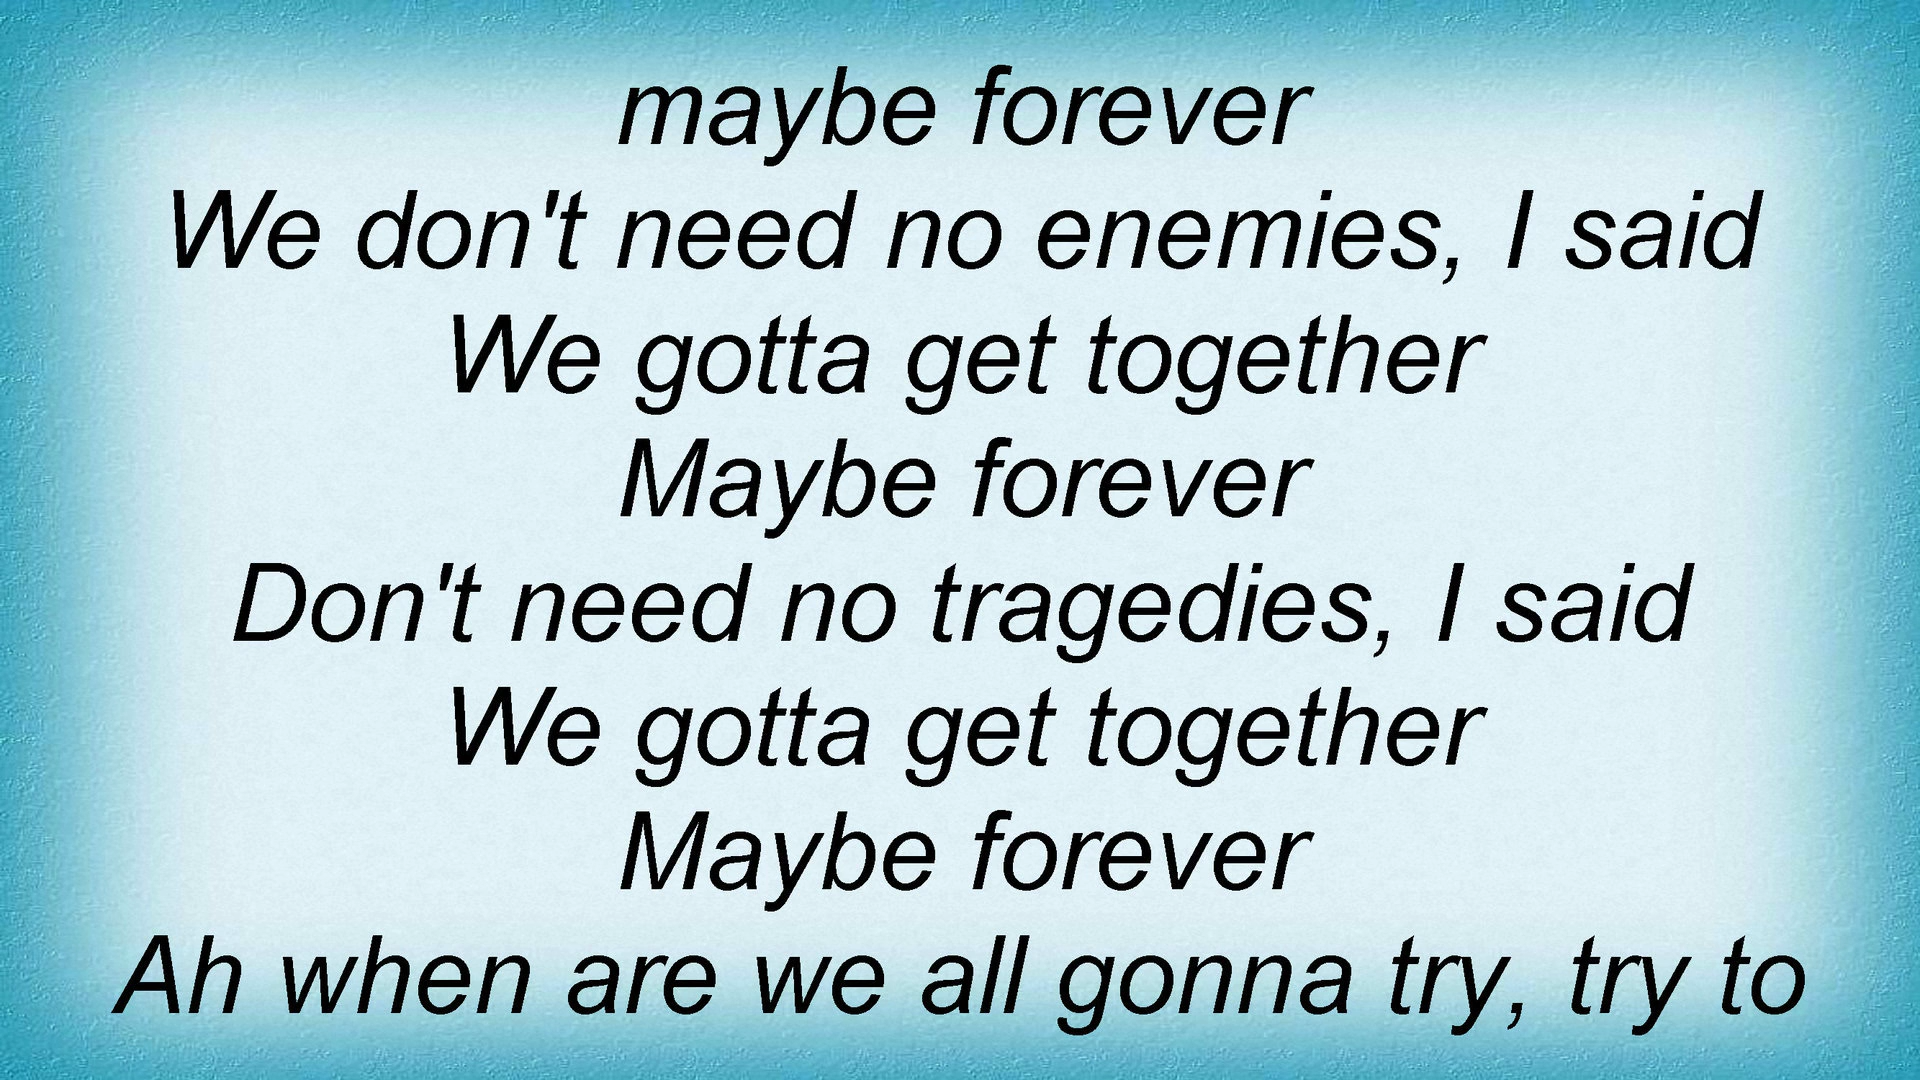 maybe forever
We don't need no enemies, I said
We gotta get together
Maybe forever
Don't need no tragedies, I said
We gotta get together
Maybe forever
Ah when are we all gonna try, try to